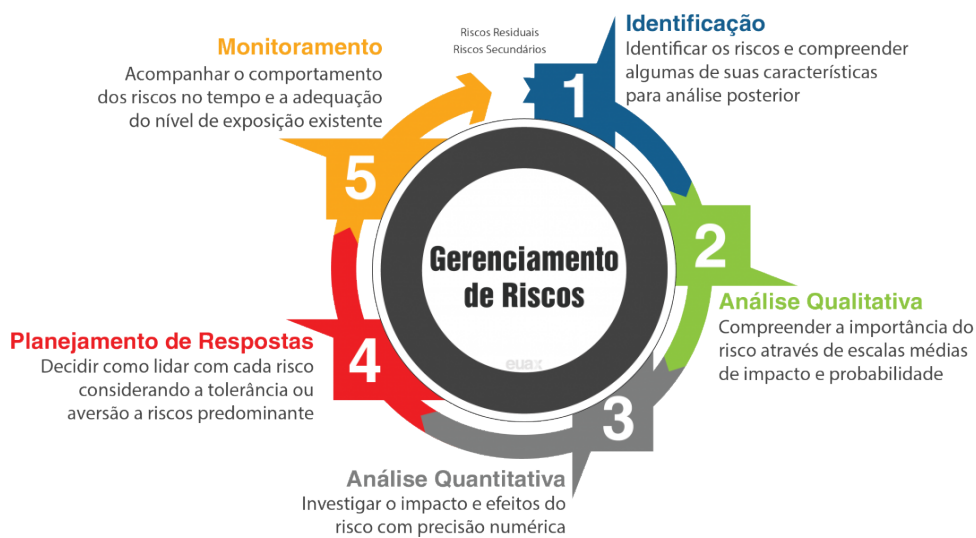 Riscos Residuais
Riscos Secundários
1
Identificação
Identificar os riscos e compreender
algumas de suas características
para análise posterior
2
Análise Qualitativa
Compreender a importância do
risco através de escalas médias
de impacto e probabilidade
3
Análise Quantitativa
Investigar o impacto e efeitos do
risco com precisão numérica
4
Planejamento de Respostas
Decidir como lidar com cada risco
considerando a tolerância ou
aversão a riscos predominante
5
Monitoramento
Acompanhar o comportamento
dos riscos no tempo e a adequação
do nível de exposição existente
Gerenciamento
de Riscos
euax